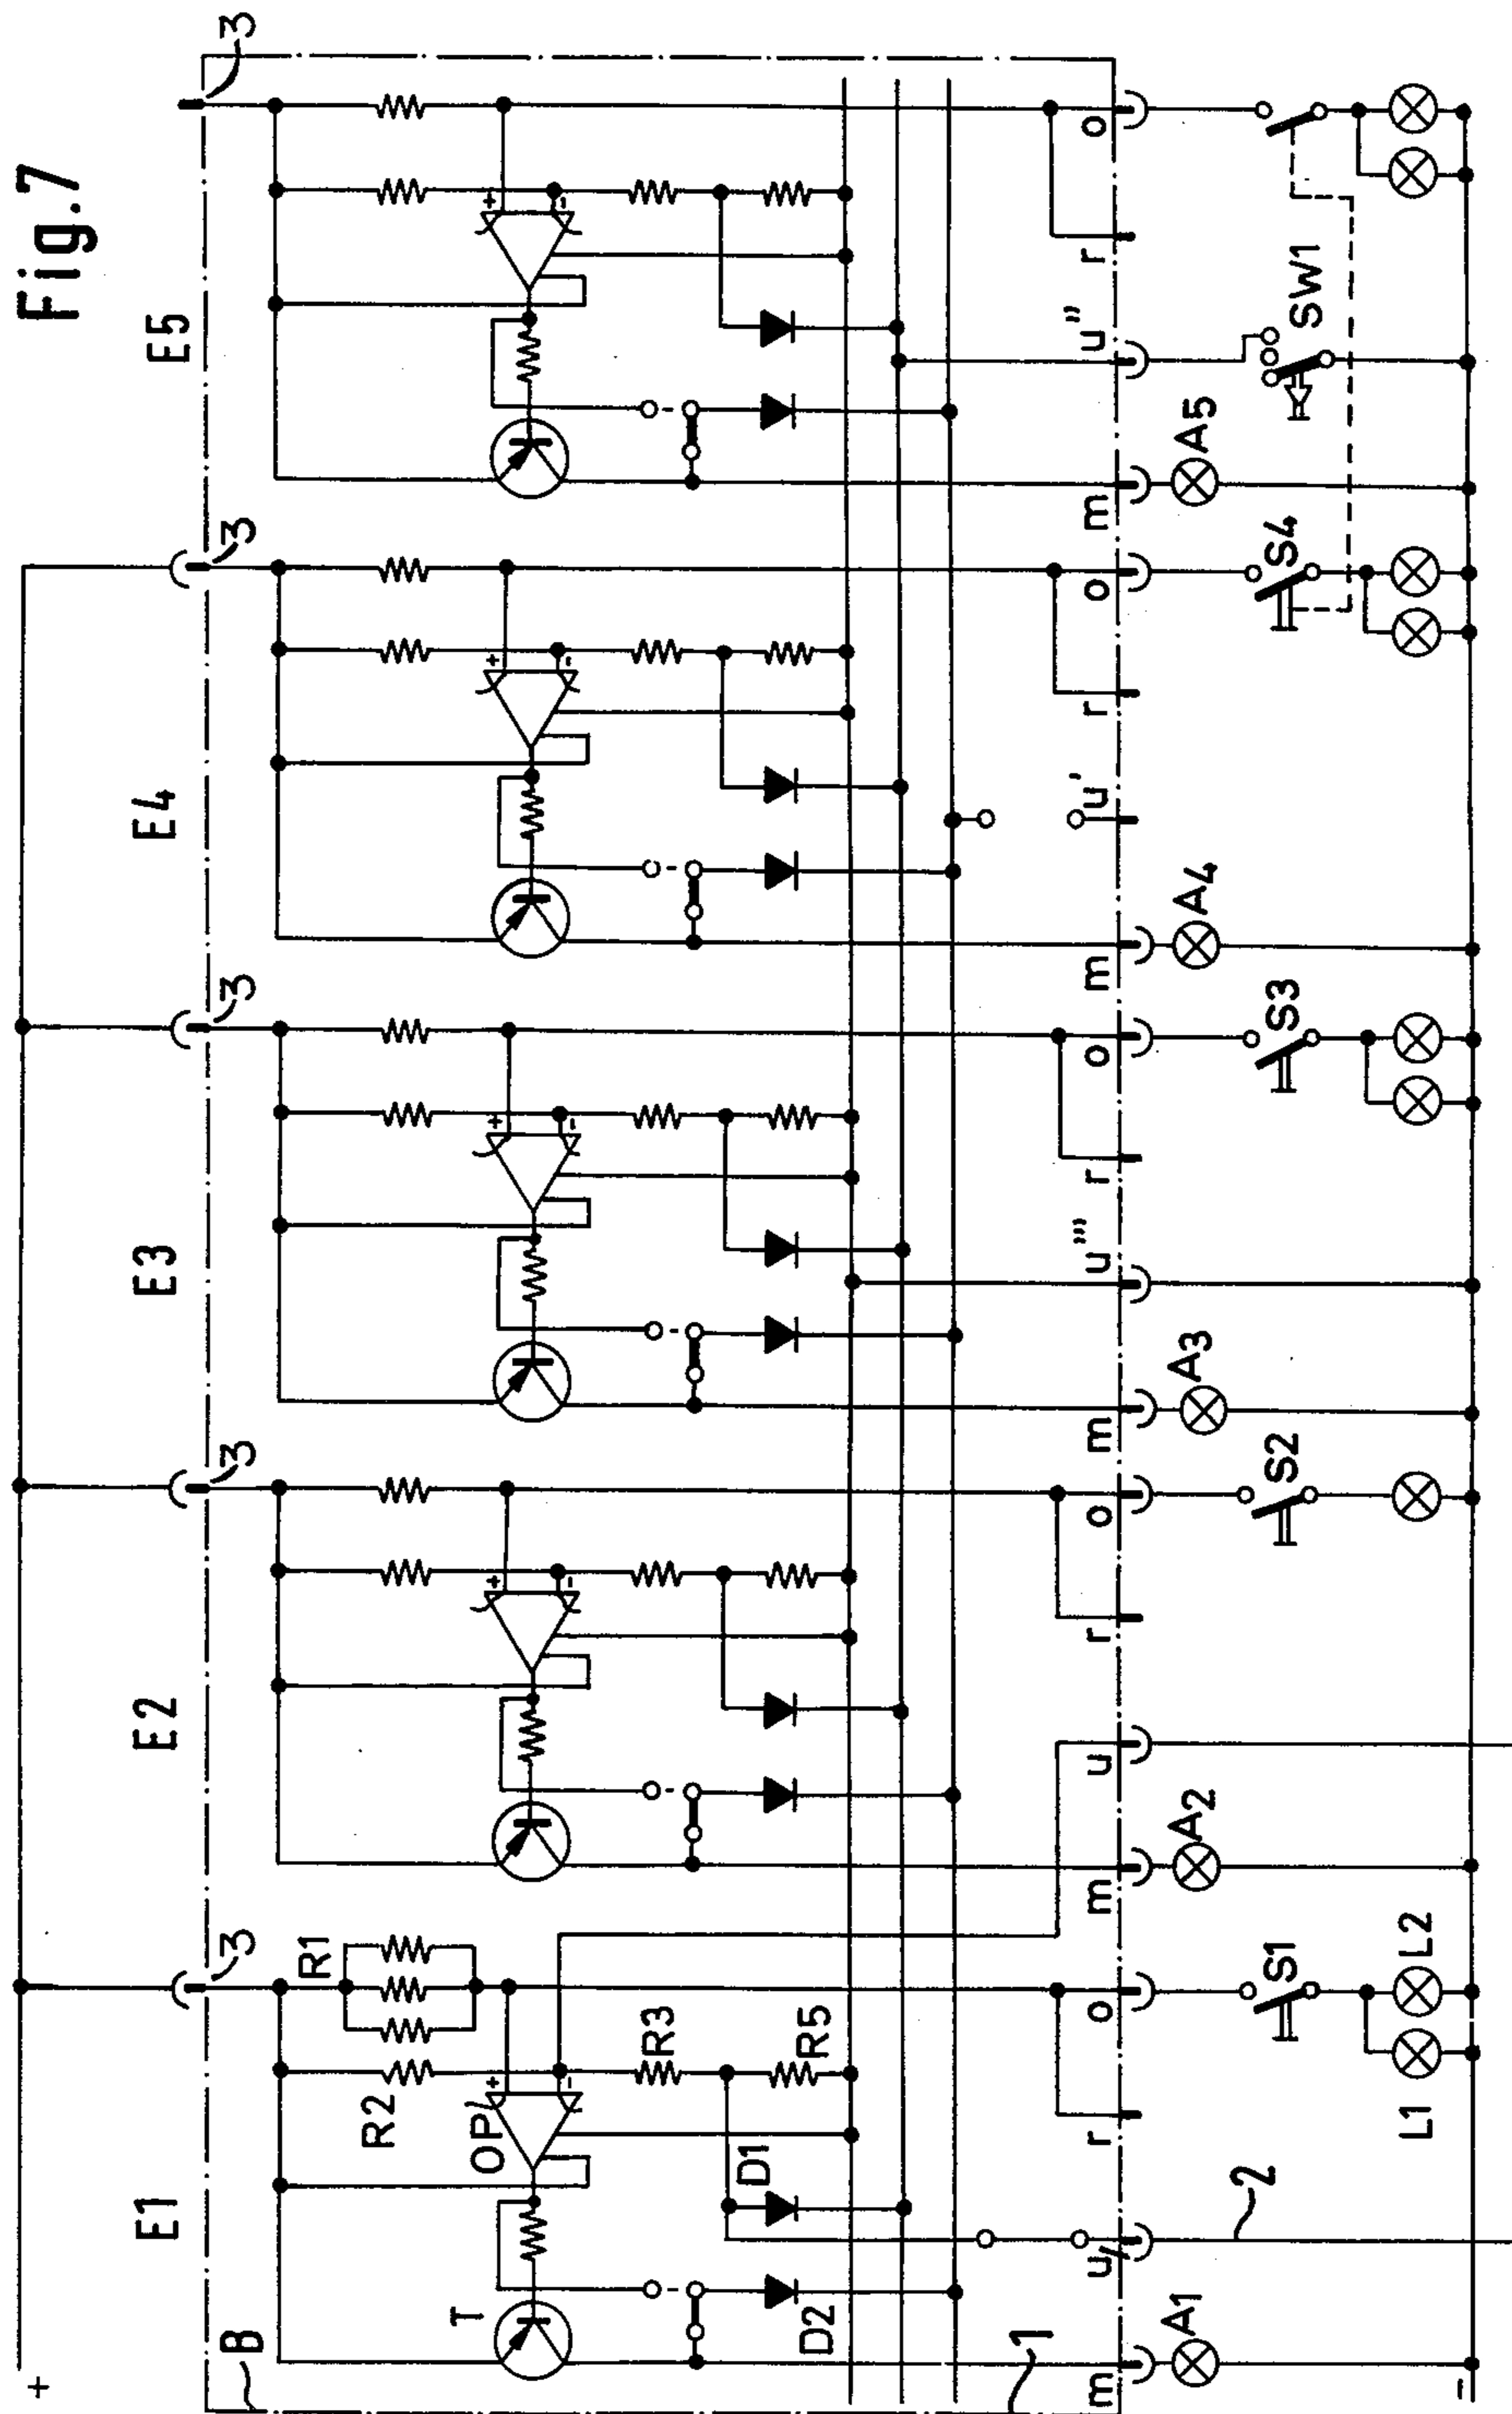 Fig.7
E1
E2
E3
E4
E5
+
B
3
3
3
3
3
R1
R2
T
OP
+
-
+
-
+
-
+
-
+
-
R3
D1
R5
D2
1
m
u
r
o
m
u
r
o
m
u'''
r
o
m
u'
r
o
m
u''
r
o
A1
2
S1
A2
S2
A3
S3
A4
S4
A5
SW1
L1
L2
-